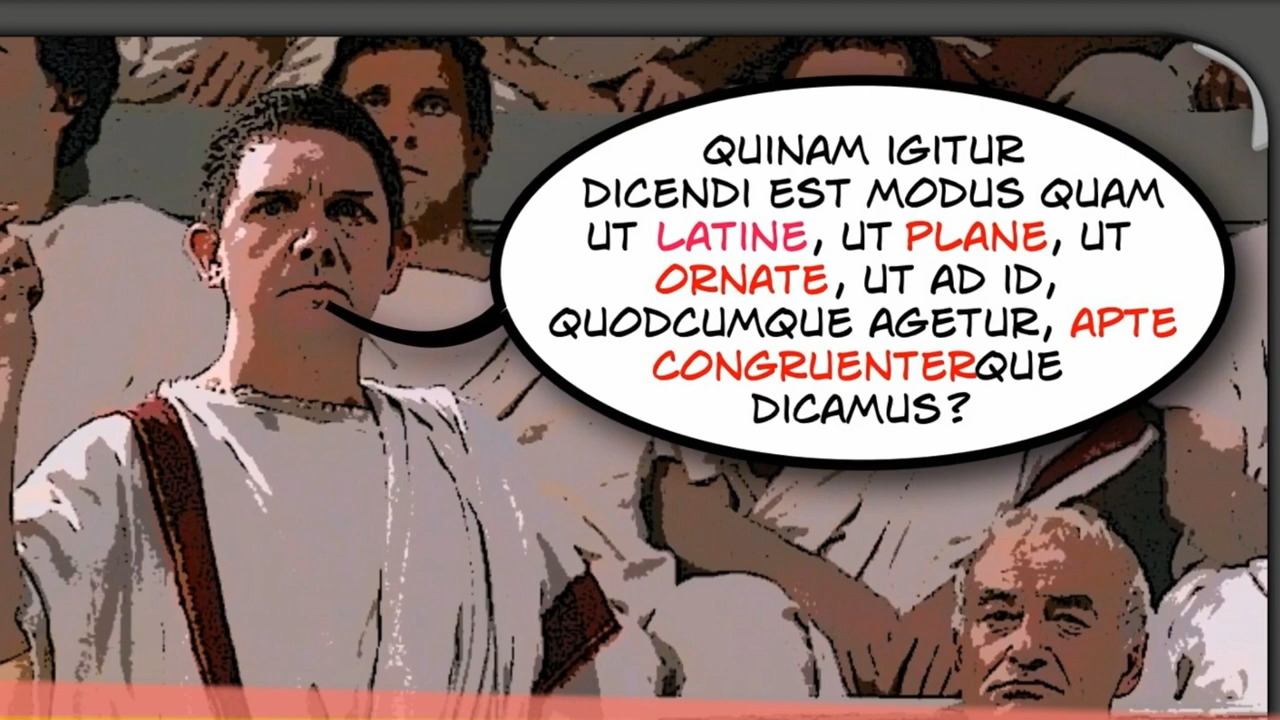 QUINAM IGITUR
DICENDI EST MODUS QUAM
UT LATINE, UT PLANE, UT
ORNATE, UT AD ID,
QUODCUMQUE AGETUR, APTE
CONGRUENTERQUE
DICAMUS?